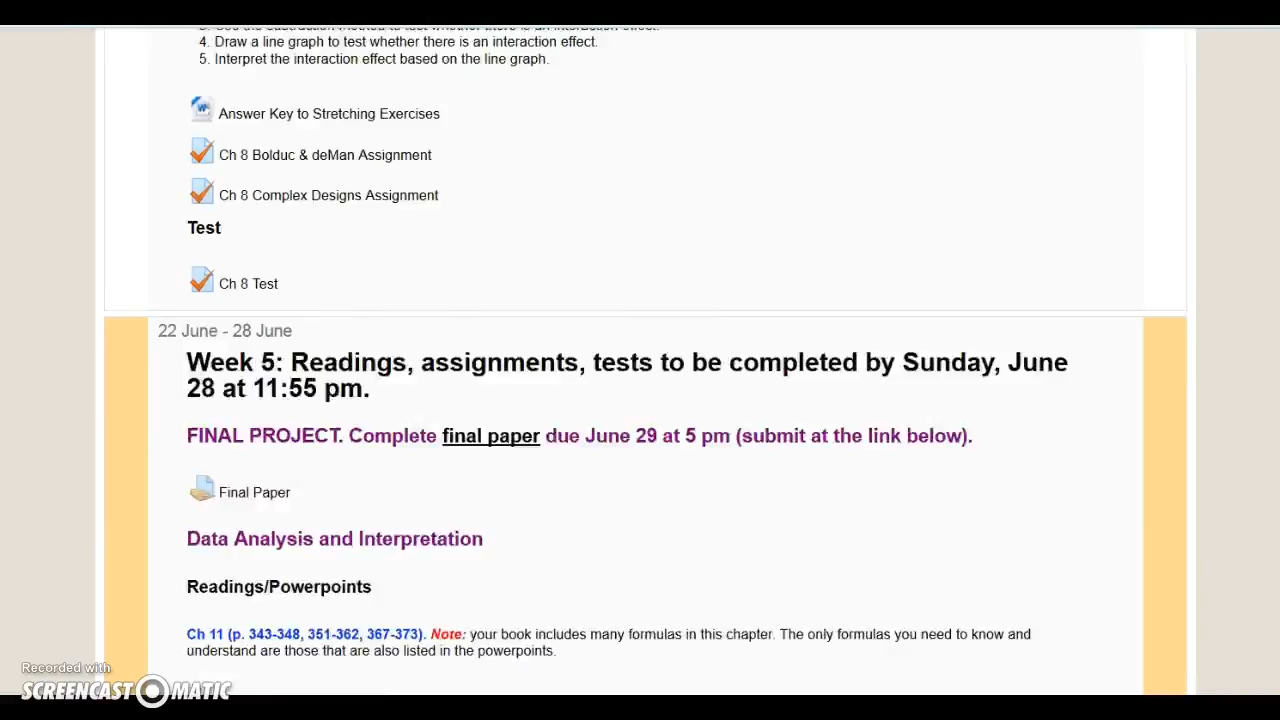 4. Draw a line graph to test whether there is an interaction effect.
5. Interpret the interaction effect based on the line graph.
Answer Key to Stretching Exercises
Ch 8 Bolduc & deMan Assignment
Ch 8 Complex Designs Assignment
Test
Ch 8 Test
22 June - 28 June
Week 5: Readings, assignments, tests to be completed by Sunday, June
28 at 11:55 pm.
FINAL PROJECT. Complete final paper due June 29 at 5 pm (submit at the link below).
Final Paper
Data Analysis and Interpretation
Readings/Powerpoints
Ch 11 (p. 343-348, 351-362, 367-373). Note: your book includes many formulas in this chapter. The only formulas you need to know and
understand are those that are also listed in the powerpoints.
Recorded with
SCREENCAST MATIC